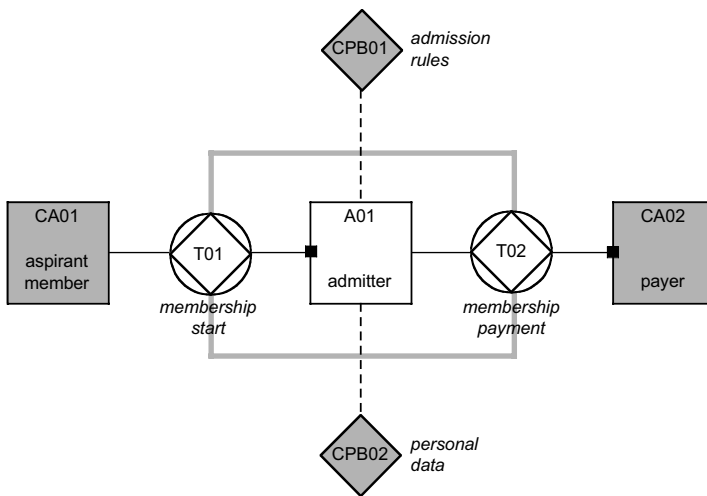 CPB01
admission
rules
CA01
aspirant
member
T01
membership
start
A01
admitter
T02
membership
payment
CA02
payer
CPB02
personal
data